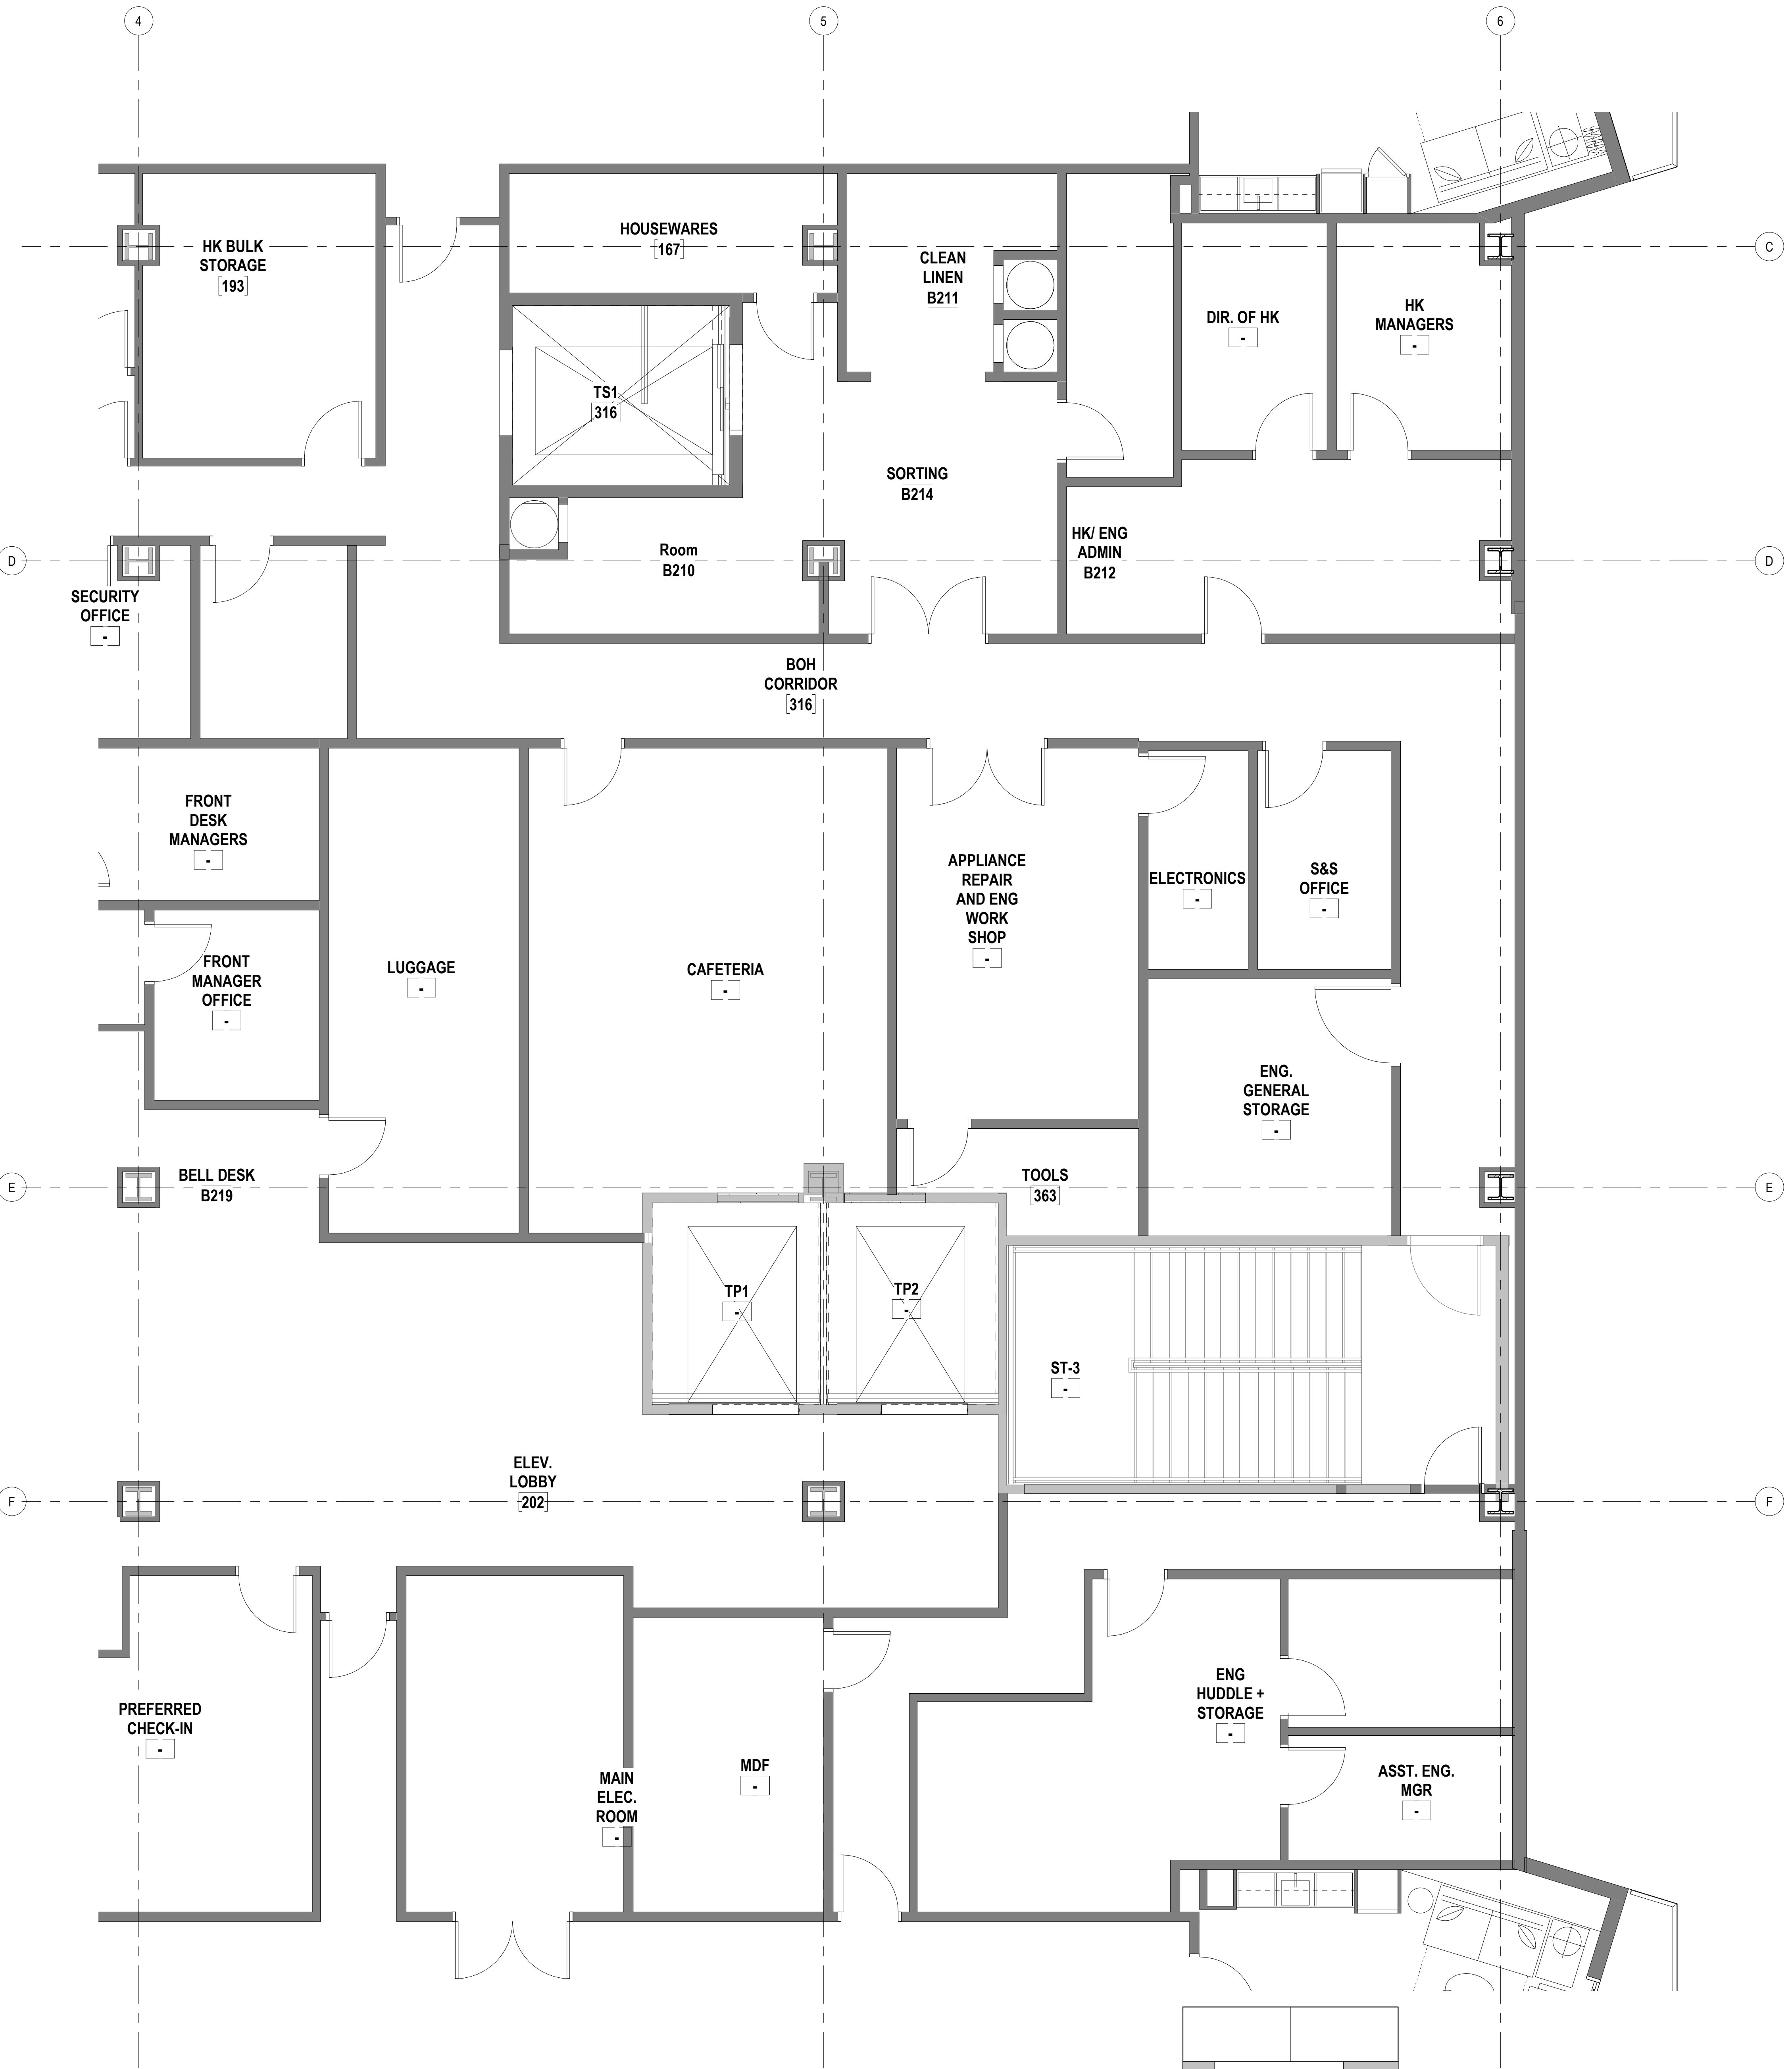 4
5
6
C
HK BULK
STORAGE
193
HOUSEWARES
167
CLEAN
LINEN
B211
DIR. OF HK
-
HK
MANAGERS
-
TS1
316
SORTING
B214
D
D
Room
B210
HK/ ENG
ADMIN
B212
SECURITY
OFFICE
-
BOH
CORRIDOR
316
FRONT
DESK
MANAGERS
-
APPLIANCE
REPAIR
AND ENG
WORK
SHOP
-
ELECTRONICS
-
S&S
OFFICE
-
FRONT
MANAGER
OFFICE
-
LUGGAGE
-
CAFETERIA
-
ENG.
GENERAL
STORAGE
-
E
E
BELL DESK
B219
TOOLS
363
TP1
-
TP2
-
ST-3
-
ELEV.
LOBBY
202
F
F
PREFERRED
CHECK-IN
-
MAIN
ELEC.
ROOM
-
MDF
-
ENG
HUDDLE +
STORAGE
-
ASST. ENG.
MGR
-